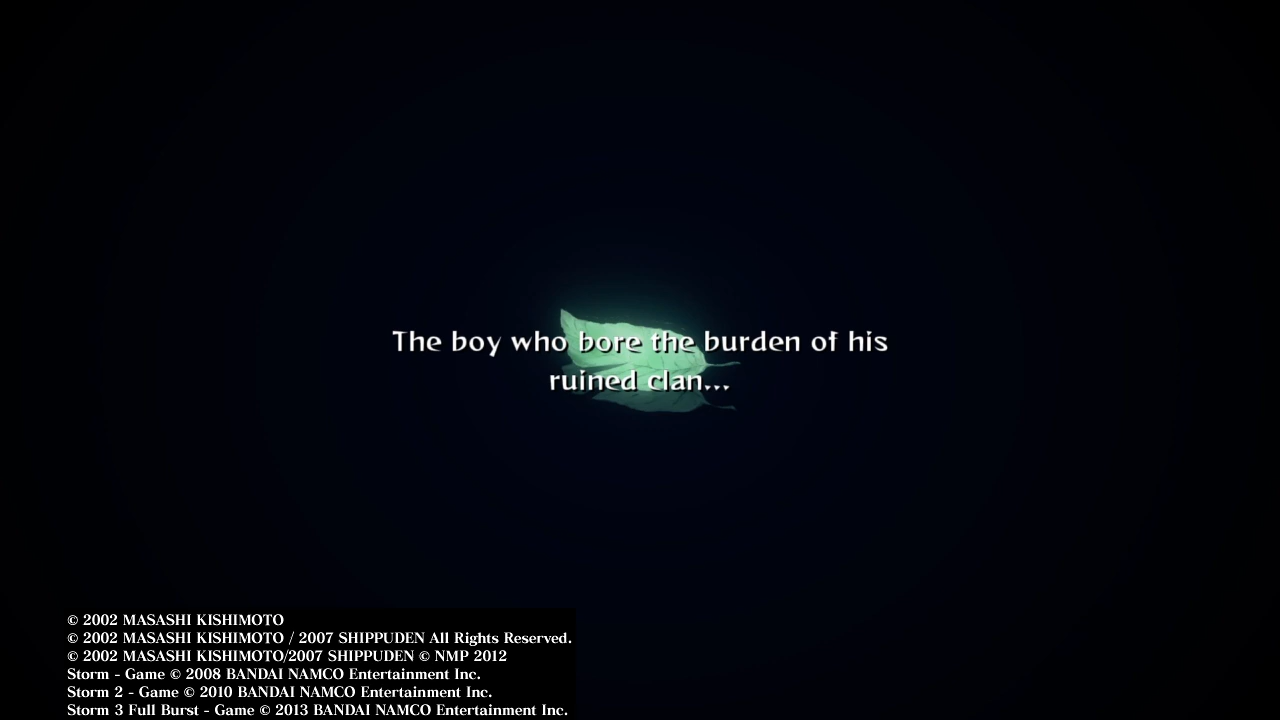 The boy who bore the burden of his
ruined clan...
© 2002 MASASHI KISHIMOTO
© 2002 MASASHI KISHIMOTO / 2007 SHIPPUDEN All Rights Reserved.
© 2002 MASASHI KISHIMOTO/2007 SHIPPUDEN © NMP 2012
Storm - Game © 2008 BANDAI NAMCO Entertainment Inc.
Storm 2 - Game © 2010 BANDAI NAMCO Entertainment Inc.
Storm 3 Full Burst - Game © 2013 BANDAI NAMCO Entertainment Inc.